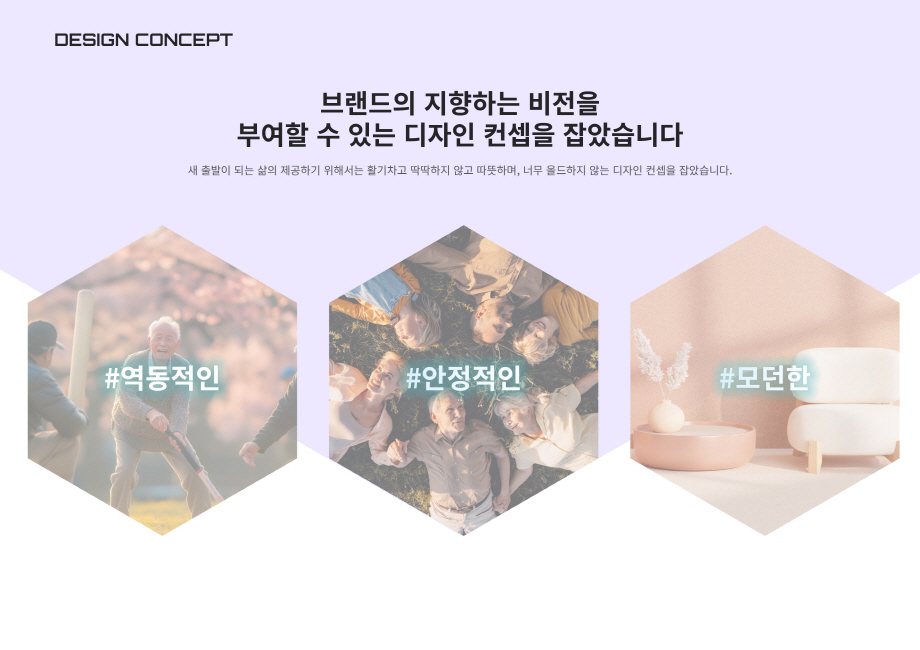 DESIGN CONCEPT
브랜드의 지향하는 비전을
부여할 수 있는 디자인 컨셉을 잡았습니다
새 출발이 되는 삶의 제공하기 위해서는 활기차고 딱딱하지 않고 따뜻하며, 너무 올드하지 않는 디자인 컨셉을 잡았습니다.
#역동적인
#안정적인
#모던한